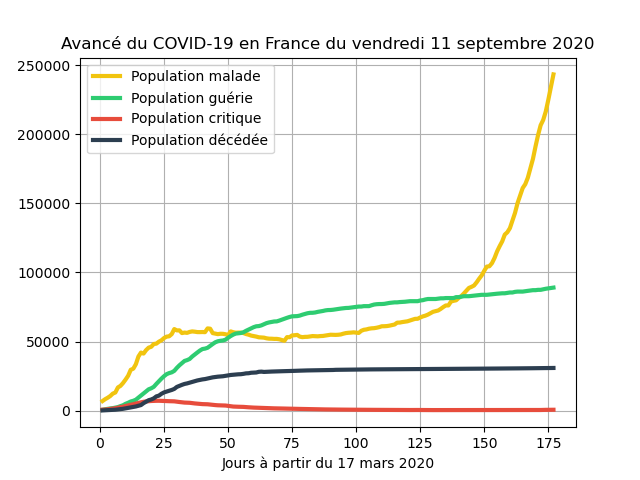 Avancé du COVID-19 en France du vendredi 11 septembre 2020
250000
200000
150000
100000
50000
0
Population malade
Population guérie
Population critique
Population décédée
0 25 50 75 100 125 150 175
Jours à partir du 17 mars 2020